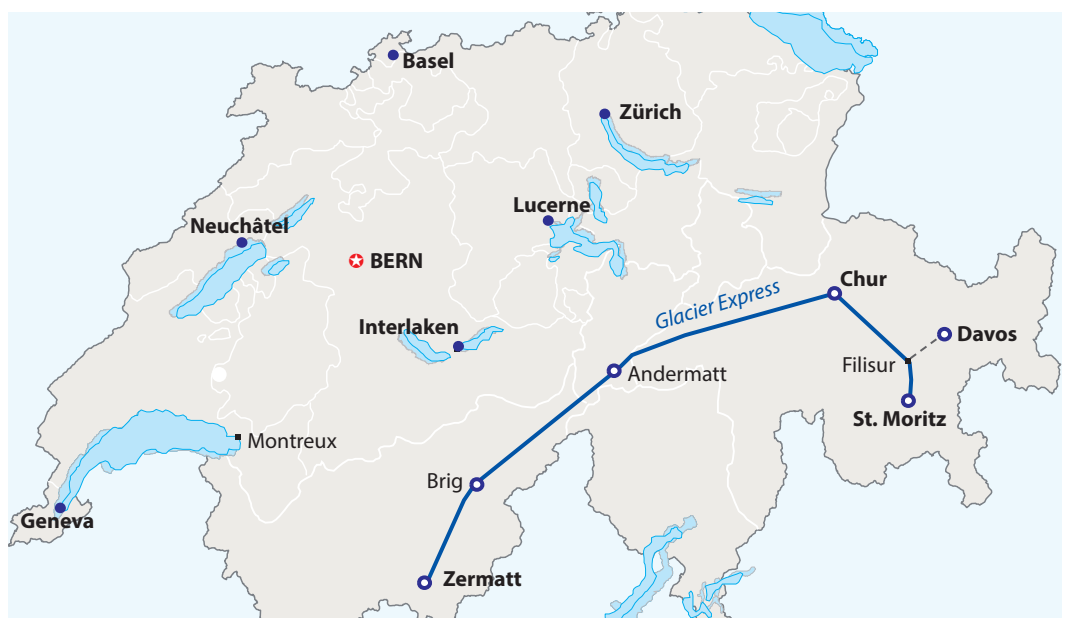 Basel
Zürich
Lucerne
Neuchâtel
BERN
Chur
Glacier Express
Interlaken
Davos
Filisur
Andermatt
St. Moritz
Montreux
Brig
Geneva
Zermatt